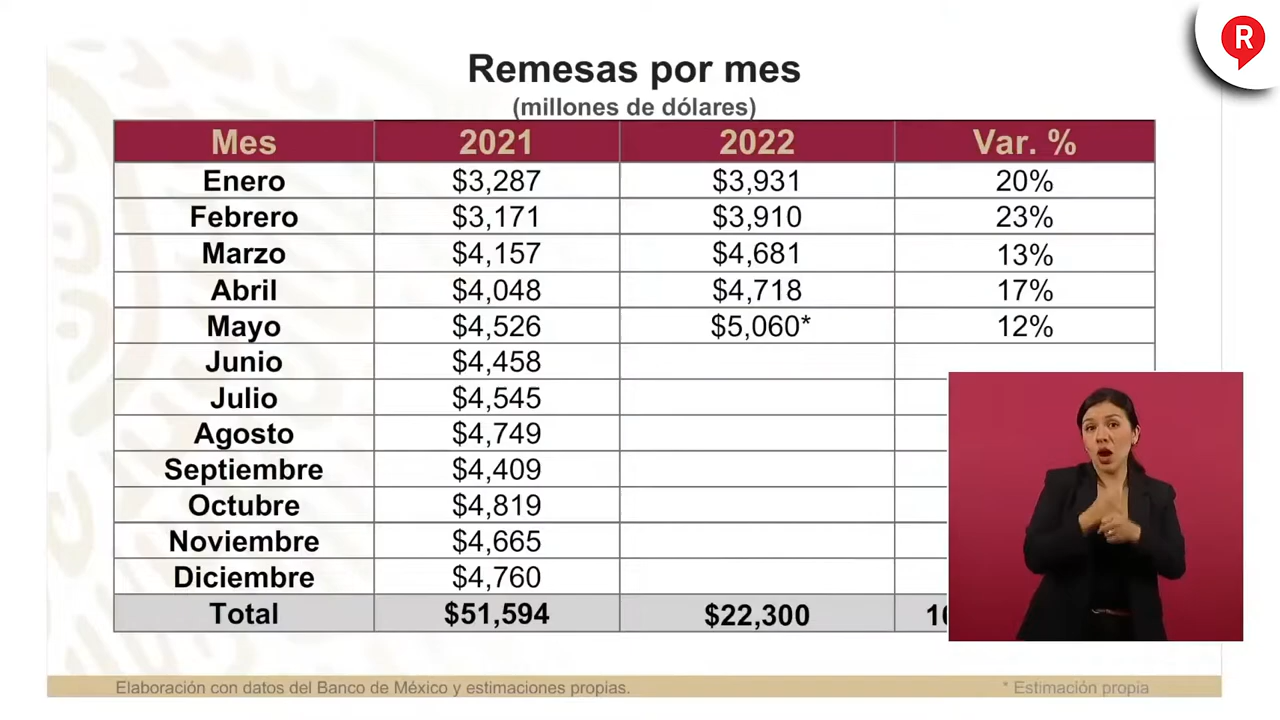 R
Remesas por mes
(millones de dólares)
Mes 2021 2022 Var. %
Enero $3,287 $3,931 20%
Febrero $3,171 $3,910 23%
Marzo $4,157 $4,681 13%
Abril $4,048 $4,718 17%
Mayo $4,526 $5,060* 12%
Junio $4,458
Julio $4,545
Agosto $4,749
Septiembre $4,409
Octubre $4,819
Noviembre $4,665
Diciembre $4,760
Total $51,594 $22,300
Elaboración con datos del Banco de México y estimaciones propias. * Estimación propia